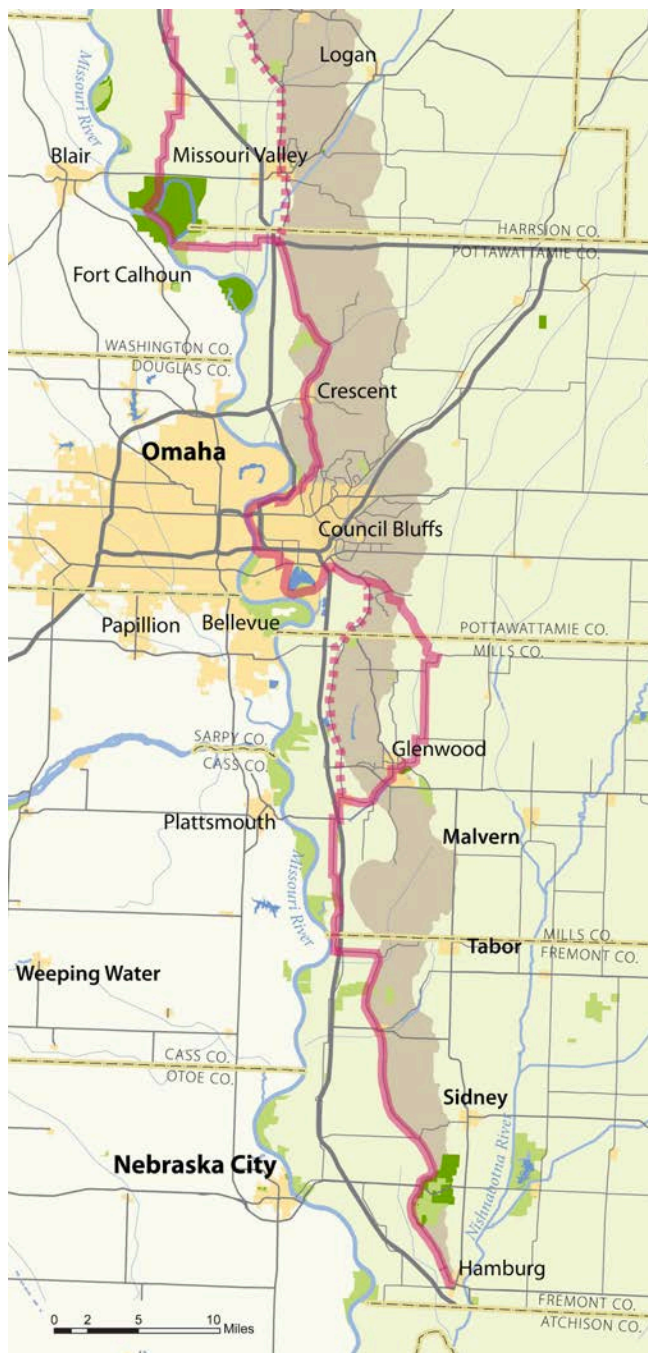 Logan
Missouri River
Blair
Missouri Valley
HARRSION CO.
POTTAWATTAMIE CO.
Fort Calhoun
WASHINGTON CO.
DOUGLAS CO.
Crescent
Omaha
Council Bluffs
Papillion
Bellevue
POTTAWATTAMIE CO.
MILLS CO.
SARPY CO.
CASS CO.
Glenwood
Plattsmouth
Malvern
Missouri River
MILLS CO.
FREMONT CO.
Tabor
Weeping Water
CASS CO.
OTOE CO.
Sidney
Nebraska City
Nishnabotna River
Hamburg
FREMONT CO.
ATCHISON CO.
0 2 5 10
Miles